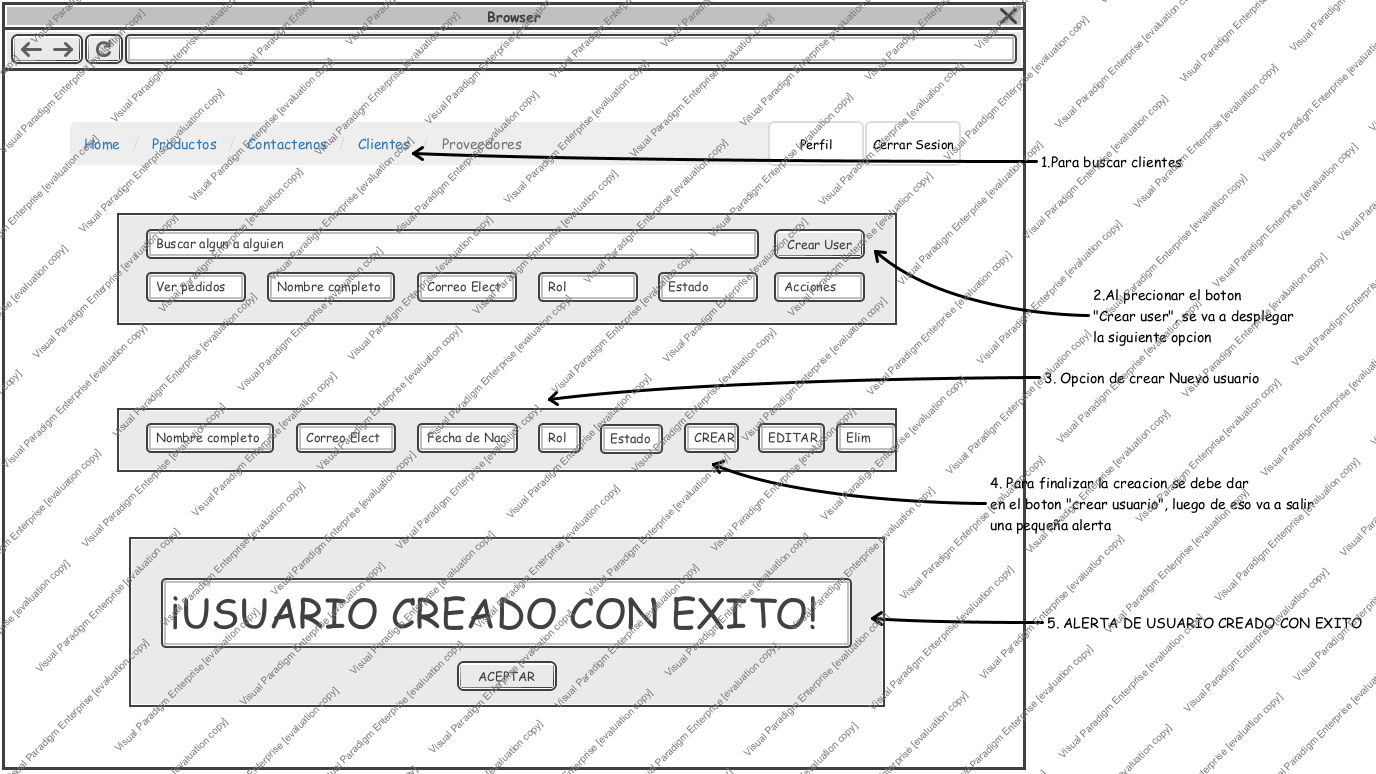 Browser
Home / Productos / Contactenos / Clientes / Proveedores
Perfil
Cerrar Sesion
1.Para buscar clientes
Buscar algun a alguien
Crear User
Ver pedidos
Nombre completo
Correo Elect
Rol
Estado
Acciones
2.Al precionar el boton
"Crear user", se va a desplegar
la siguiente opcion
3. Opcion de crear Nuevo usuario
Nombre completo
Correo Elect
Fecha de Nac
Rol
Estado
CREAR
EDITAR
Elim
4. Para finalizar la creacion se debe dar
en el boton "crear usuario", luego de eso va a salir
una pequeña alerta
¡USUARIO CREADO CON EXITO!
5. ALERTA DE USUARIO CREADO CON EXITO
ACEPTAR
Visual Paradigm Enterprise [evaluation copy]